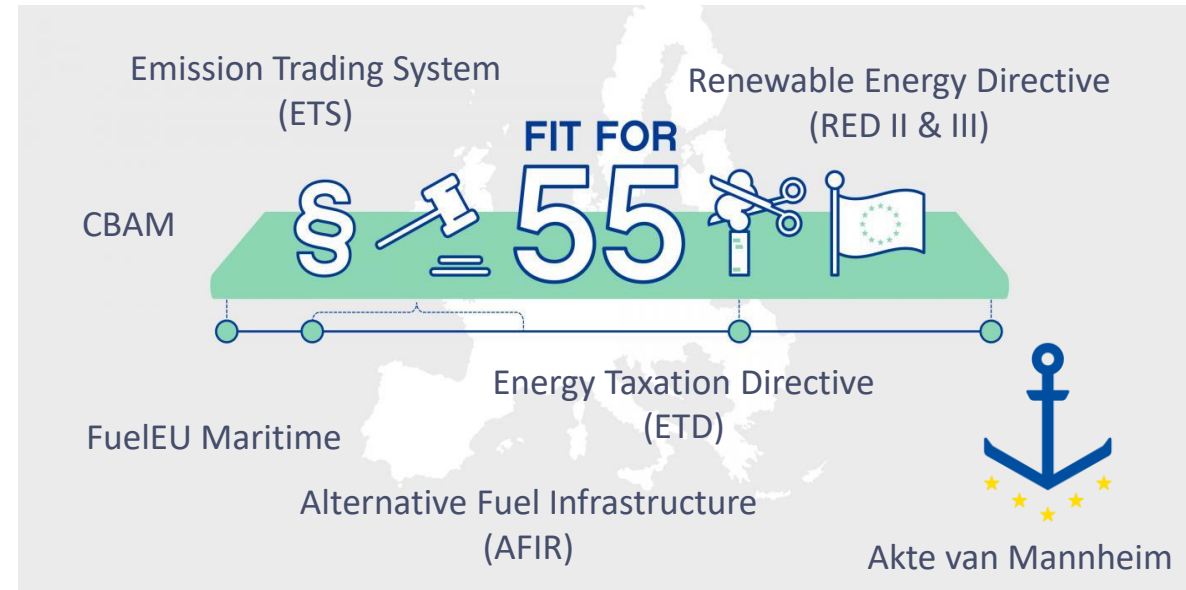 Emission Trading System
(ETS)
Renewable Energy Directive
(RED II & III)
FIT FOR
55
§
CBAM
Energy Taxation Directive
(ETD)
FuelEU Maritime
Alternative Fuel Infrastructure
(AFIR)
Akte van Mannheim